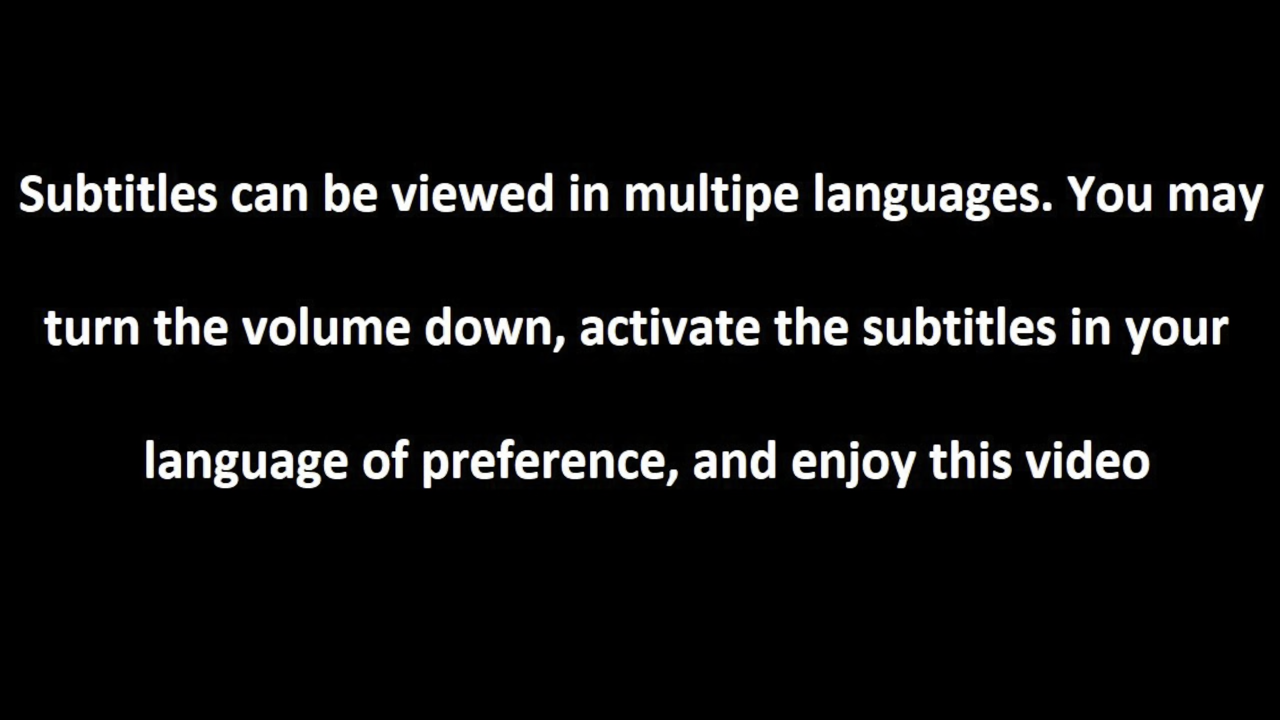 Subtitles can be viewed in multipe languages. You may
turn the volume down, activate the subtitles in your
language of preference, and enjoy this video